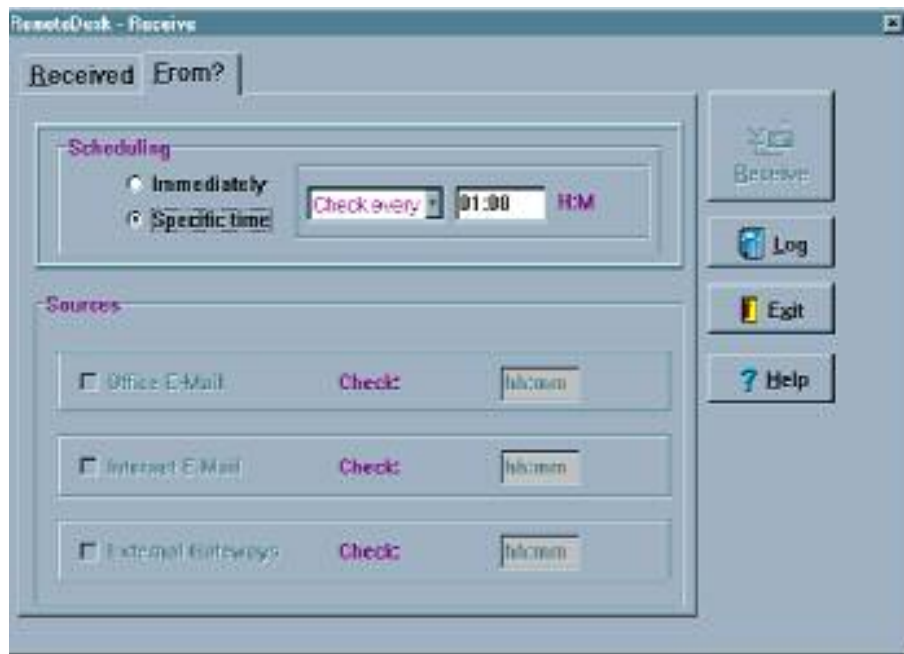 RemoteDesk - Receive
Received From?
Scheduling
Immediately
Specific time
Check every 01:00 H:M
Receive
Log
Exit
Help
Sources
Office E-Mail Check: hh:mm
Internet E-Mail Check: hh:mm
External Gateways Check: hh:mm